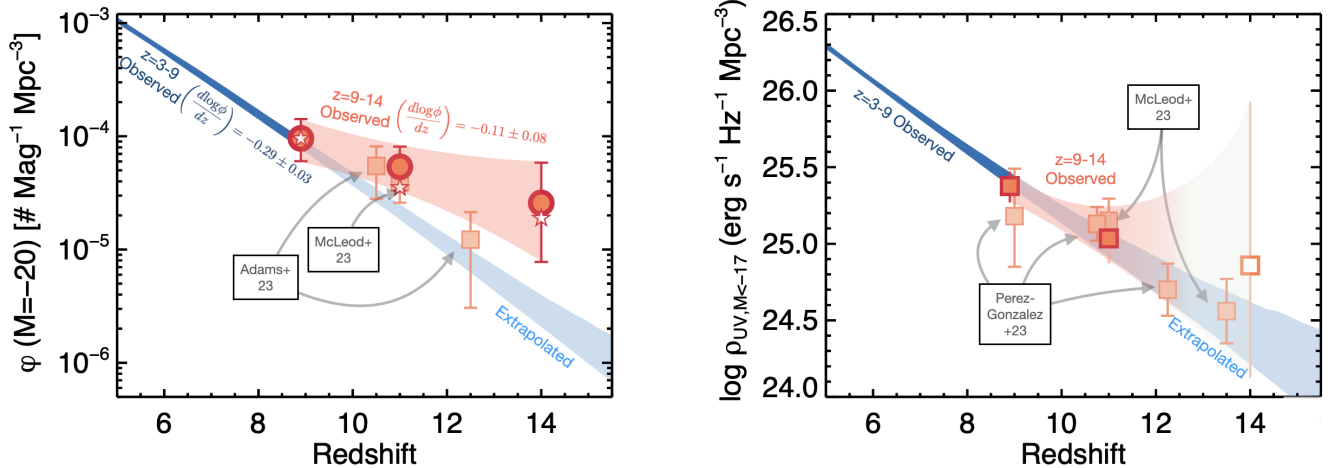 φ (M=−20) [# Mag⁻¹ Mpc⁻³]
10⁻³
10⁻⁴
10⁻⁵
10⁻⁶
z=3-9
Observed (dlogϕ/dz) = −0.29 ± 0.03
z=9-14
Observed (dlogϕ/dz) = −0.11 ± 0.08
McLeod+
23
Adams+
23
Extrapolated
6 8 10 12 14
Redshift
log ρUV,M<−17 (erg s⁻¹ Hz⁻¹ Mpc⁻³)
26.5
26.0
25.5
25.0
24.5
24.0
z=3-9 Observed
z=9-14
Observed
McLeod+
23
Perez-
Gonzalez
+23
Extrapolated
6 8 10 12 14
Redshift